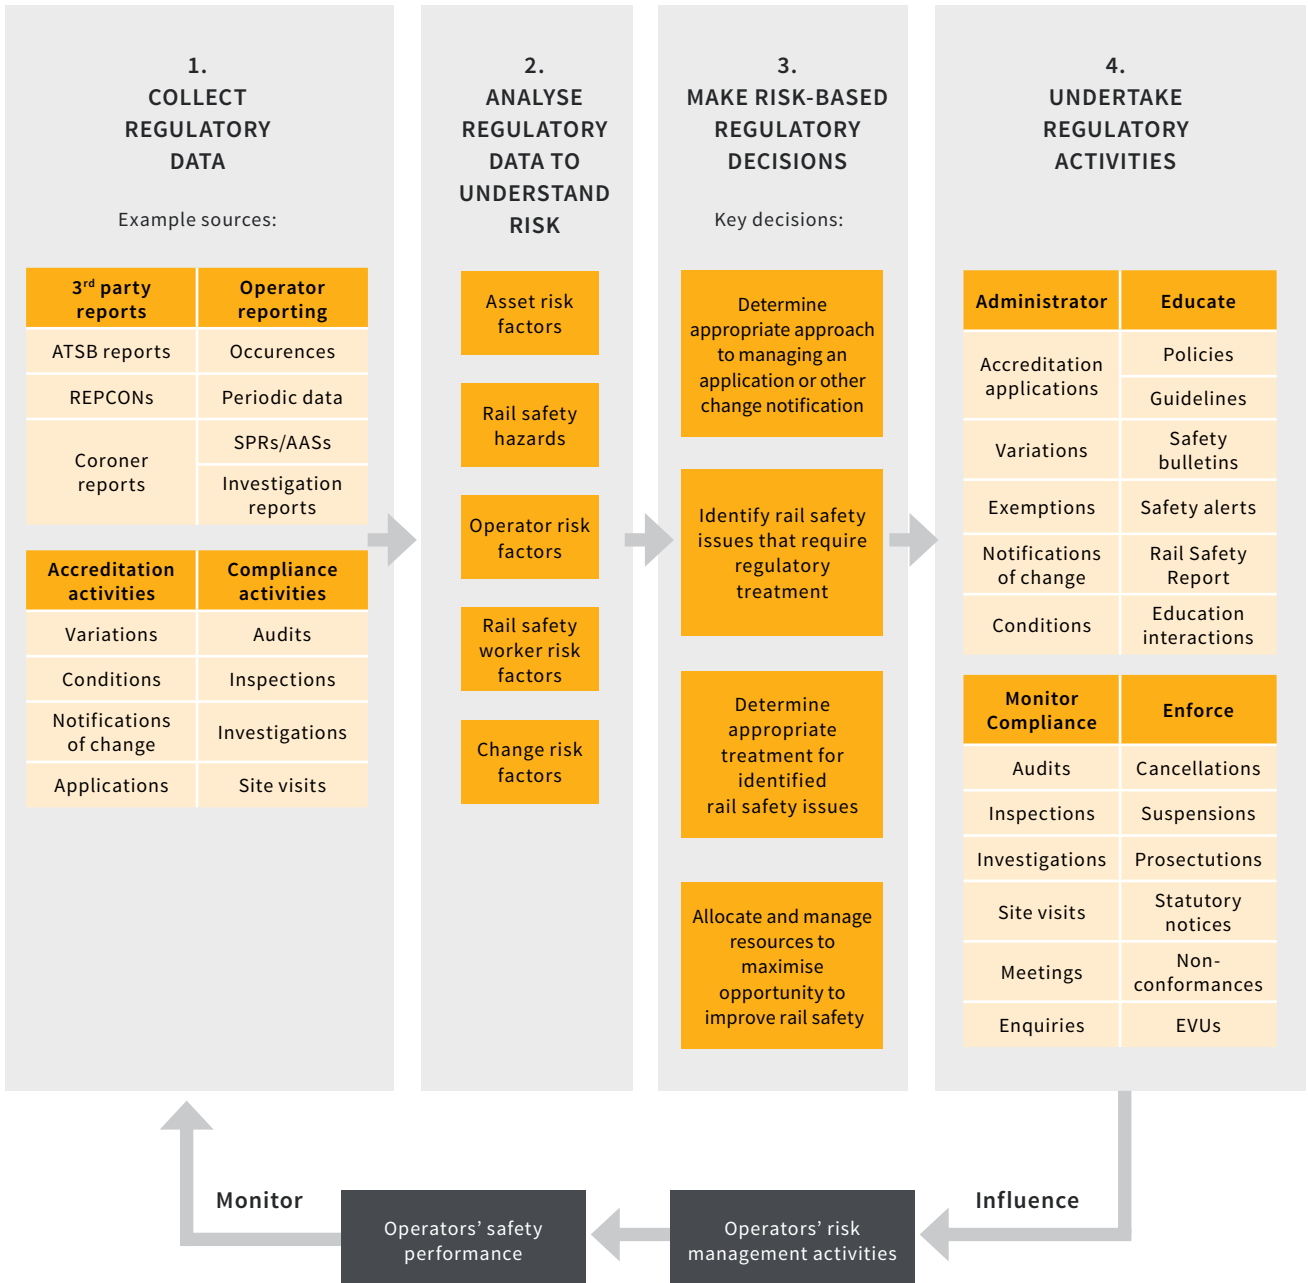 1.
COLLECT
REGULATORY
DATA
Example sources:
3rd party
reports
Operator
reporting
ATSB reports
Occurences
REPCONs
Periodic data
Coroner
reports
SPRs/AASs
Investigation
reports
Accreditation
activities
Compliance
activities
Variations
Audits
Conditions
Inspections
Notifications
of change
Investigations
Applications
Site visits
2.
ANALYSE
REGULATORY
DATA TO
UNDERSTAND
RISK
Asset risk
factors
Rail safety
hazards
Operator risk
factors
Rail safety
worker risk
factors
Change risk
factors
3.
MAKE RISK-BASED
REGULATORY
DECISIONS
Key decisions:
Determine
appropriate approach
to managing an
application or other
change notification
Identify rail safety
issues that require
regulatory
treatment
Determine
appropriate
treatment for
identified
rail safety issues
Allocate and manage
resources to
maximise
opportunity to
improve rail safety
4.
UNDERTAKE
REGULATORY
ACTIVITIES
Administrator
Educate
Accreditation
applications
Policies
Guidelines
Variations
Safety
bulletins
Exemptions
Safety alerts
Notifications
of change
Rail Safety
Report
Conditions
Education
interactions
Monitor
Compliance
Enforce
Audits
Cancellations
Inspections
Suspensions
Investigations
Prosectutions
Site visits
Statutory
notices
Meetings
Non-
conformances
Enquiries
EVUs
Monitor
Operators’ safety
performance
Operators’ risk
management activities
Influence